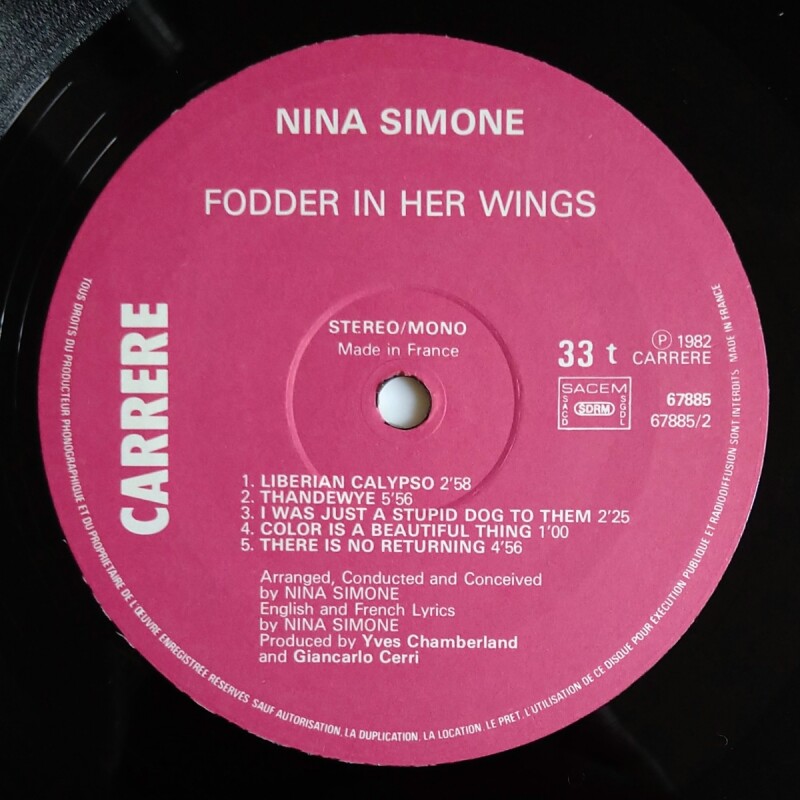 NINA SIMONE
FODDER IN HER WINGS
CARRERE
STEREO/MONO
Made in France
33 t
Ⓟ 1982
CARRERE
SACEM
SACD
SDRM
SGDL
67885
67885/2
1. LIBERIAN CALYPSO 2'58
2. THANDEWYE 5'56
3. I WAS JUST A STUPID DOG TO THEM 2'25
4. COLOR IS A BEAUTIFUL THING 1'00
5. THERE IS NO RETURNING 4'56
Arranged, Conducted and Conceived
by NINA SIMONE
English and French Lyrics
by NINA SIMONE
Produced by Yves Chamberland
and Giancarlo Cerri
TOUS DROITS DU PRODUCTEUR PHONOGRAPHIQUE ET DU PROPRIETAIRE DE L'ŒUVRE ENREGISTREE RESERVES SAUF AUTORISATION, LA DUPLICATION, LA LOCATION, LE PRET, L'UTILISATION DE CE DISQUE POUR EXECUTION PUBLIQUE ET RADIODIFFUSION SONT INTERDITS MADE IN FRANCE